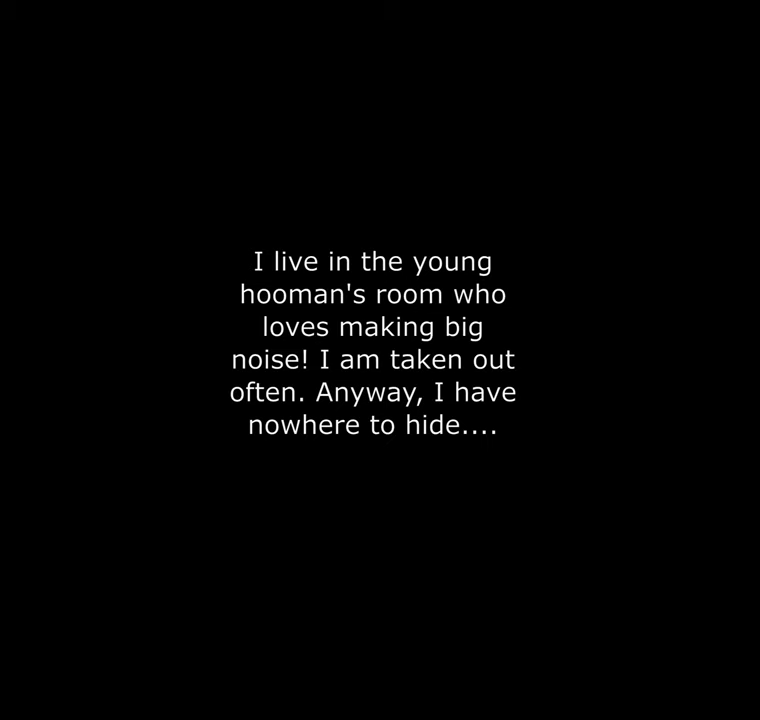 I live in the young
hooman's room who
loves making big
noise! I am taken out
often. Anyway, I have
nowhere to hide....